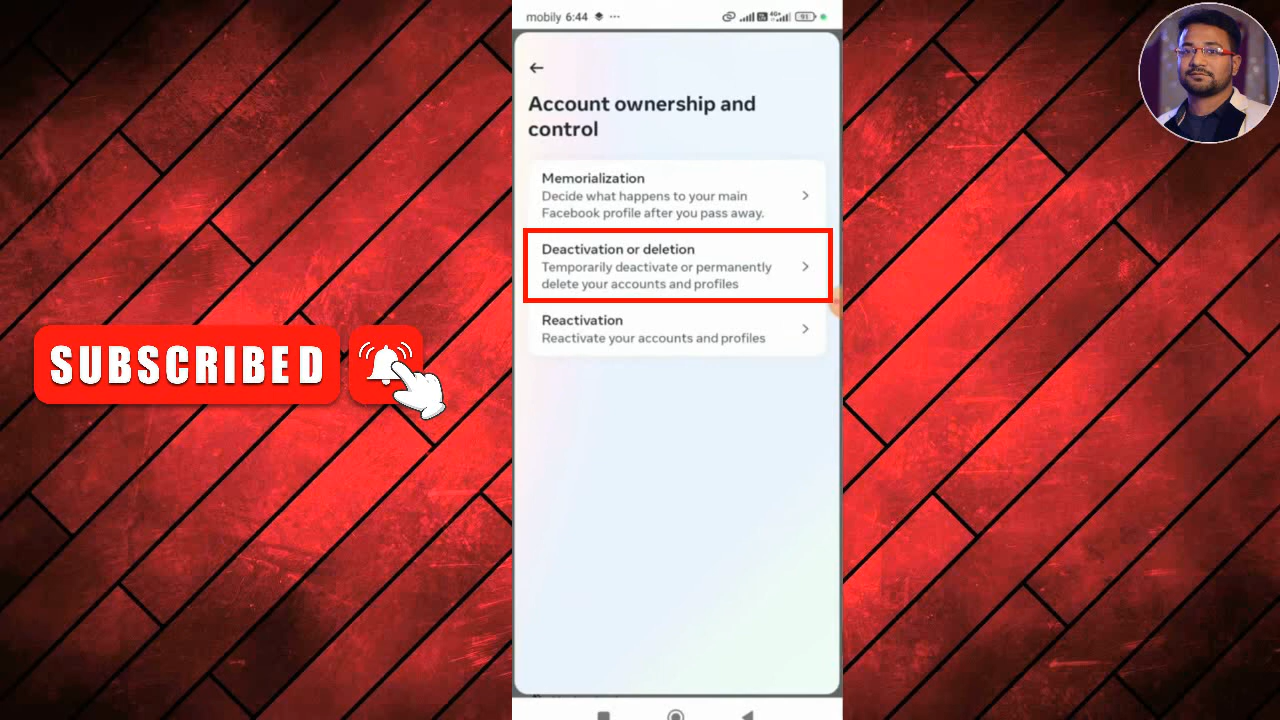 mobily 6:44
4G+
91
Account ownership and
control
Memorialization
Decide what happens to your main
Facebook profile after you pass away.
Deactivation or deletion
Temporarily deactivate or permanently
delete your accounts and profiles
Reactivation
Reactivate your accounts and profiles
SUBSCRIBED